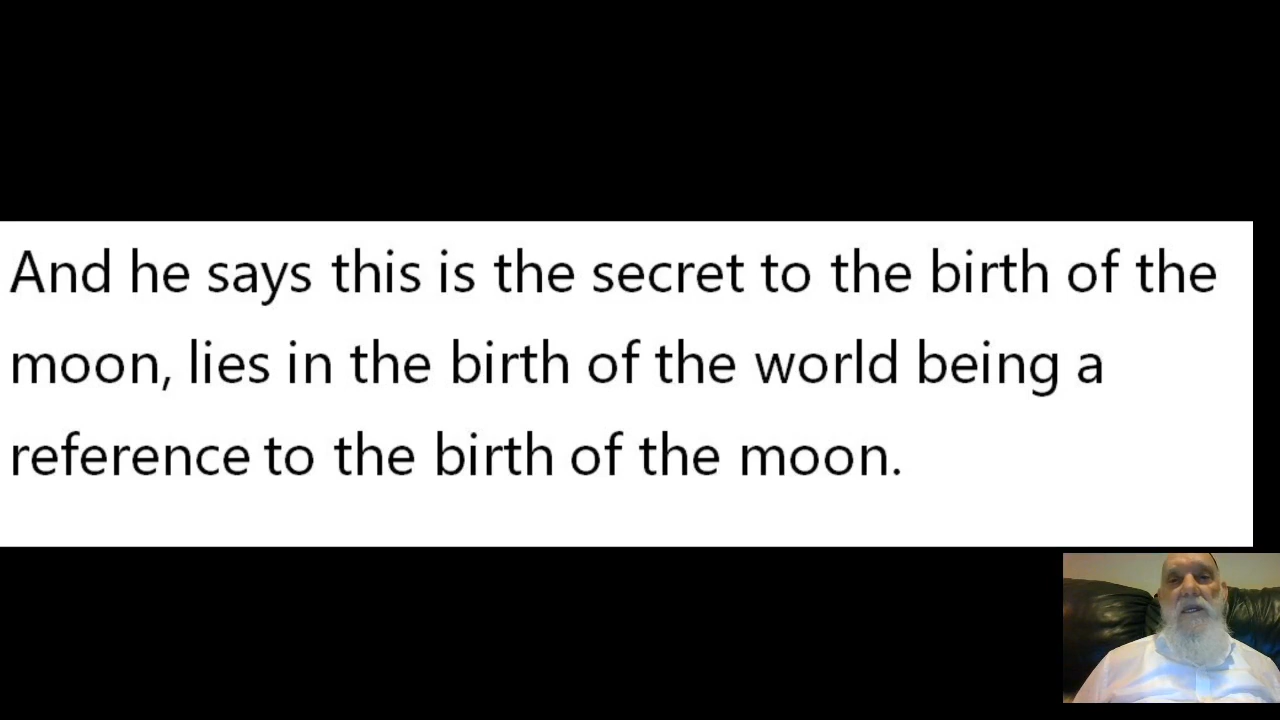 And he says this is the secret to the birth of the
moon, lies in the birth of the world being a
reference to the birth of the moon.